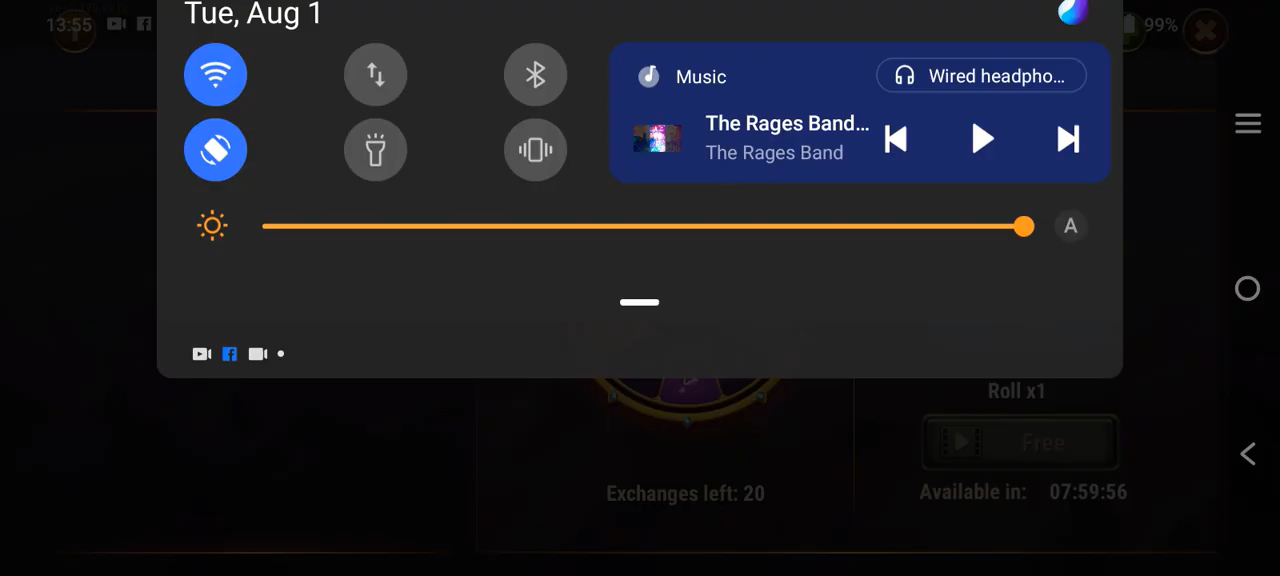 Tue, Aug 1
13:55
99%
Music
Wired headpho...
The Rages Band...
The Rages Band
A
Roll x1
Free
Exchanges left: 20
Available in: 07:59:56